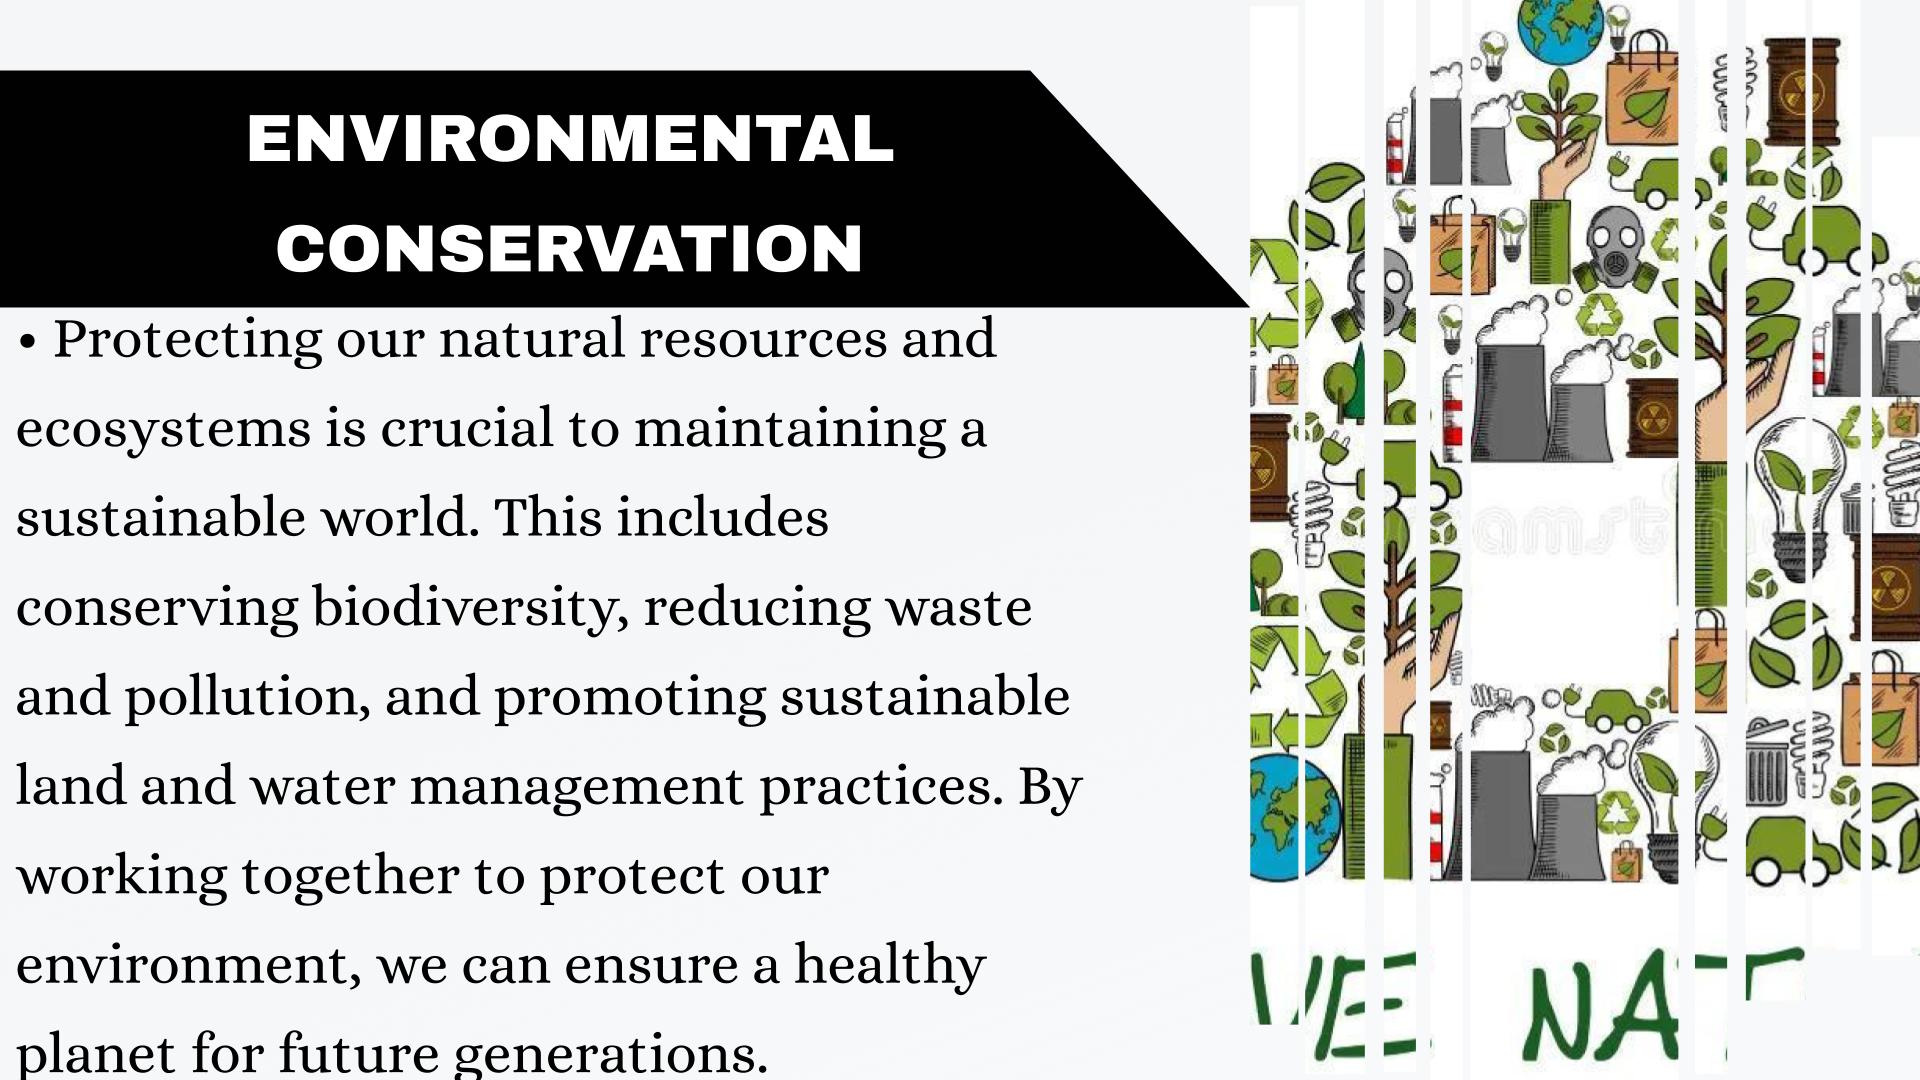 ENVIRONMENTAL
CONSERVATION
• Protecting our natural resources and
ecosystems is crucial to maintaining a
sustainable world. This includes
conserving biodiversity, reducing waste
and pollution, and promoting sustainable
land and water management practices. By
working together to protect our
environment, we can ensure a healthy
planet for future generations.
amst
VE NAT